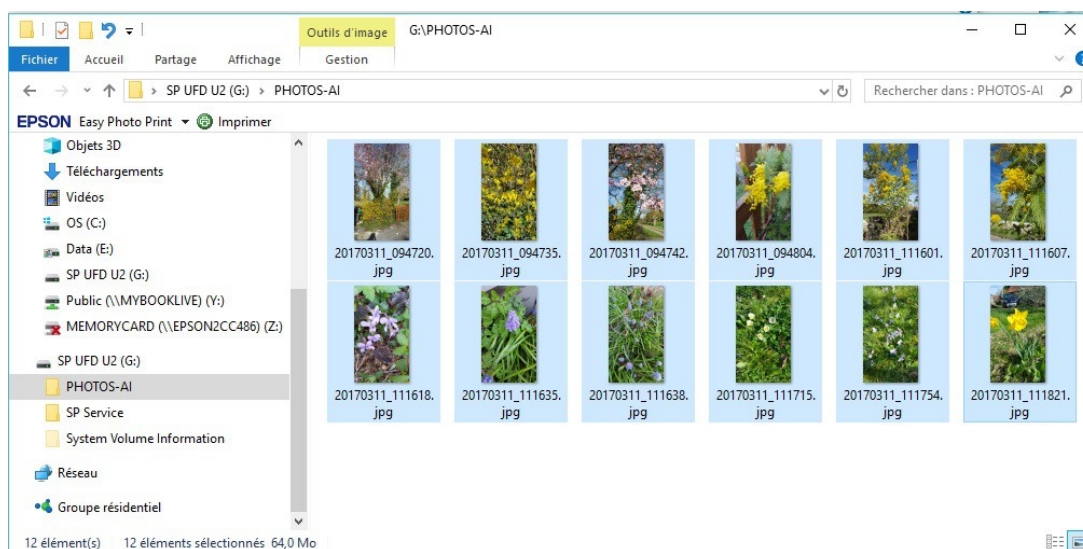 Outils d'image G:\PHOTOS-AI
Fichier Accueil Partage Affichage Gestion
SP UFD U2 (G:) > PHOTOS-AI Rechercher dans : PHOTOS-AI
EPSON Easy Photo Print Imprimer
Objets 3D
Téléchargements
Vidéos
OS (C:)
Data (E:)
SP UFD U2 (G:)
Public (\\MYBOOKLIVE) (Y:)
MEMORYCARD (\\EPSON2CC486) (Z:)
SP UFD U2 (G:)
PHOTOS-AI
SP Service
System Volume Information
Réseau
Groupe résidentiel
20170311_094720. 20170311_094735. 20170311_094742. 20170311_094804. 20170311_111601. 20170311_111607.
jpg jpg jpg jpg jpg jpg
20170311_111618. 20170311_111635. 20170311_111638. 20170311_111715. 20170311_111754. 20170311_111821.
jpg jpg jpg jpg jpg jpg
12 élément(s) 12 éléments sélectionnés 64,0 Mo